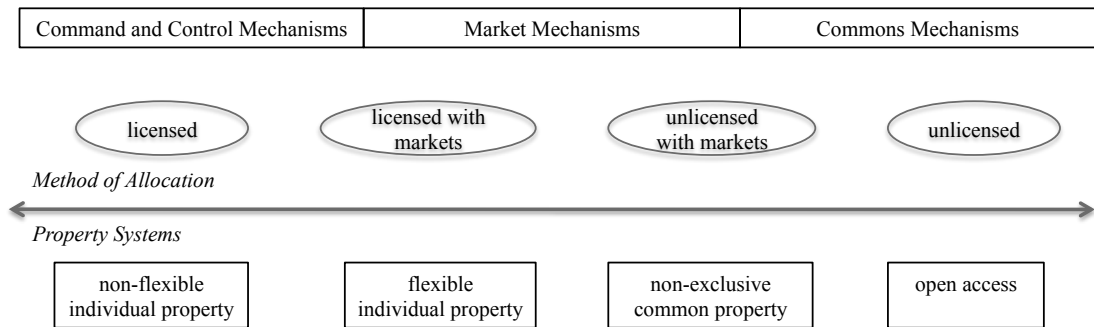 Command and Control Mechanisms
Market Mechanisms
Commons Mechanisms
licensed
licensed with
markets
unlicensed
with markets
unlicensed
Method of Allocation
Property Systems
non-flexible
individual property
flexible
individual property
non-exclusive
common property
open access